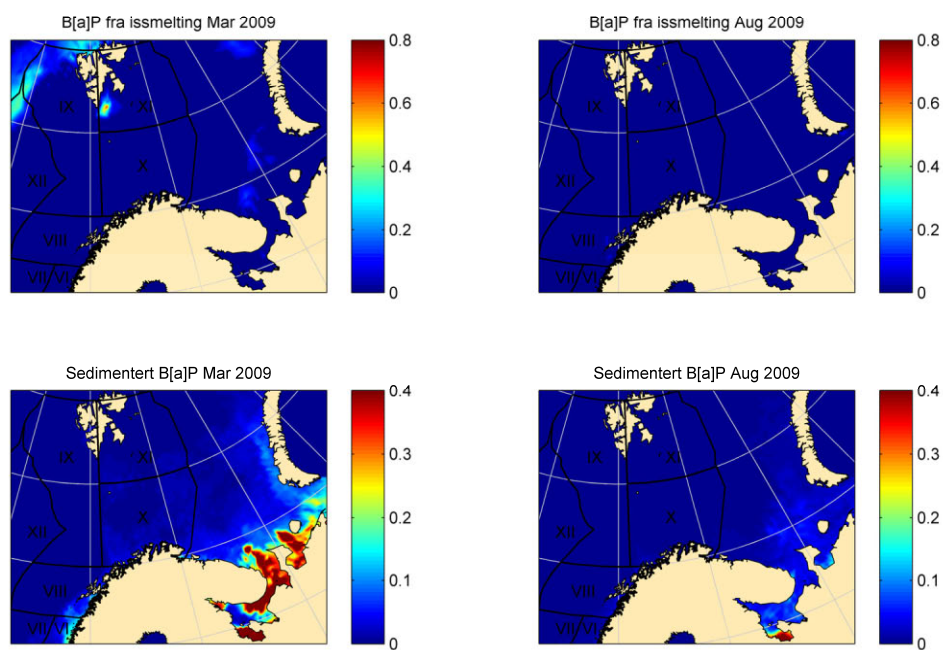 B[a]P fra issmelting Mar 2009
0.8
0.6
0.4
0.2
0
IX
XI
X
XII
VIII
VII VI
B[a]P fra issmelting Aug 2009
0.8
0.6
0.4
0.2
0
IX
XI
X
XII
VIII
VII VI
Sedimentert B[a]P Mar 2009
0.4
0.3
0.2
0.1
0
IX
XI
X
XII
VIII
VII VI
Sedimentert B[a]P Aug 2009
0.4
0.3
0.2
0.1
0
IX
XI
X
XII
VIII
VII VI